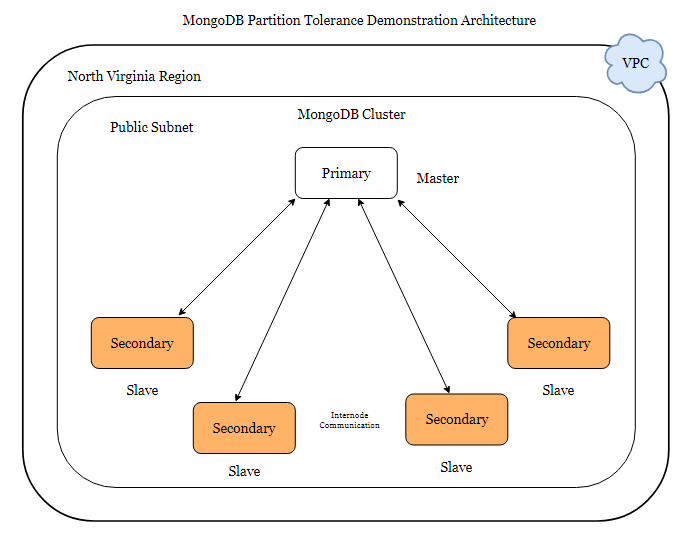 MongoDB Partition Tolerance Demonstration Architecture
VPC
North Virginia Region
MongoDB Cluster
Public Subnet
Primary
Master
Secondary
Secondary
Slave
Slave
Secondary
Internode
Communication
Secondary
Slave
Slave